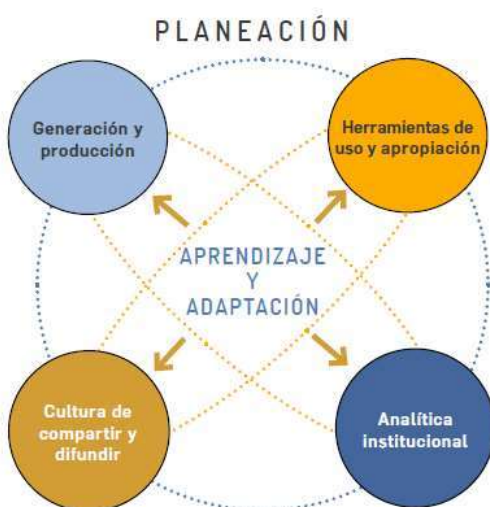 PLANEACIÓN
Generación y
producción
Herramientas de
uso y apropiación
APRENDIZAJE
Y
ADAPTACIÓN
Cultura de
compartir y
difundir
Analítica
institucional